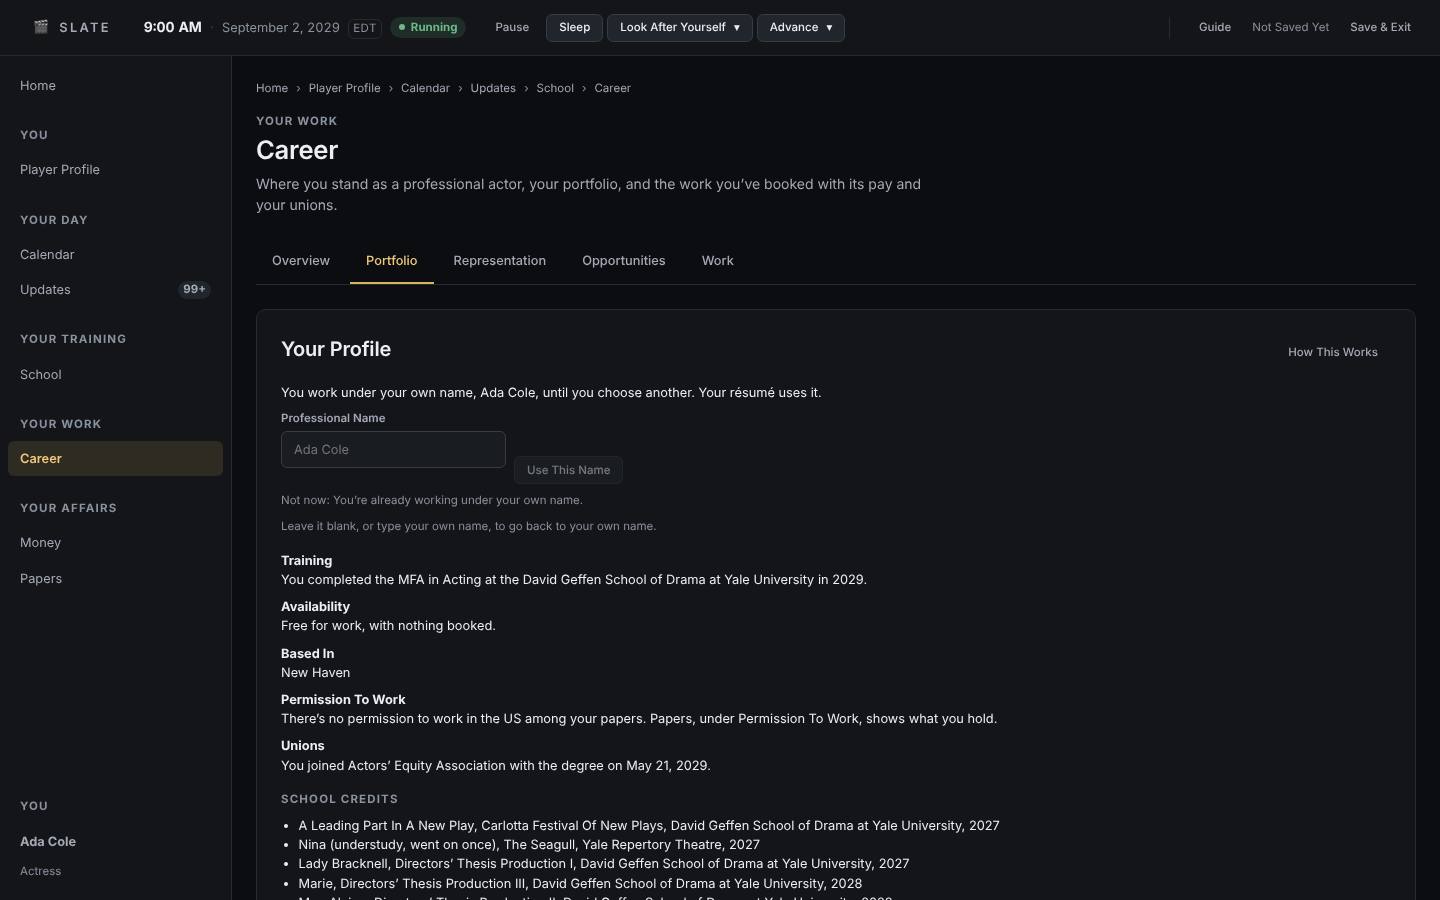 SLATE
9:00 AM · September 2, 2029 EDT Running Pause Sleep Look After Yourself ▾ Advance ▾ Guide Not Saved Yet Save & Exit
Home
YOU
Player Profile
YOUR DAY
Calendar
Updates 99+
YOUR TRAINING
School
YOUR WORK
Career
YOUR AFFAIRS
Money
Papers
YOU
Ada Cole
Actress
Home › Player Profile › Calendar › Updates › School › Career
YOUR WORK
Career
Where you stand as a professional actor, your portfolio, and the work you’ve booked with its pay and
your unions.
Overview Portfolio Representation Opportunities Work
Your Profile
How This Works
You work under your own name, Ada Cole, until you choose another. Your résumé uses it.
Professional Name
Ada Cole
Use This Name
Not now: You’re already working under your own name.
Leave it blank, or type your own name, to go back to your own name.
Training
You completed the MFA in Acting at the David Geffen School of Drama at Yale University in 2029.
Availability
Free for work, with nothing booked.
Based In
New Haven
Permission To Work
There’s no permission to work in the US among your papers. Papers, under Permission To Work, shows what you hold.
Unions
You joined Actors’ Equity Association with the degree on May 21, 2029.
SCHOOL CREDITS
• A Leading Part In A New Play, Carlotta Festival Of New Plays, David Geffen School of Drama at Yale University, 2027
• Nina (understudy, went on once), The Seagull, Yale Repertory Theatre, 2027
• Lady Bracknell, Directors’ Thesis Production I, David Geffen School of Drama at Yale University, 2027
• Marie, Directors’ Thesis Production III, David Geffen School of Drama at Yale University, 2028